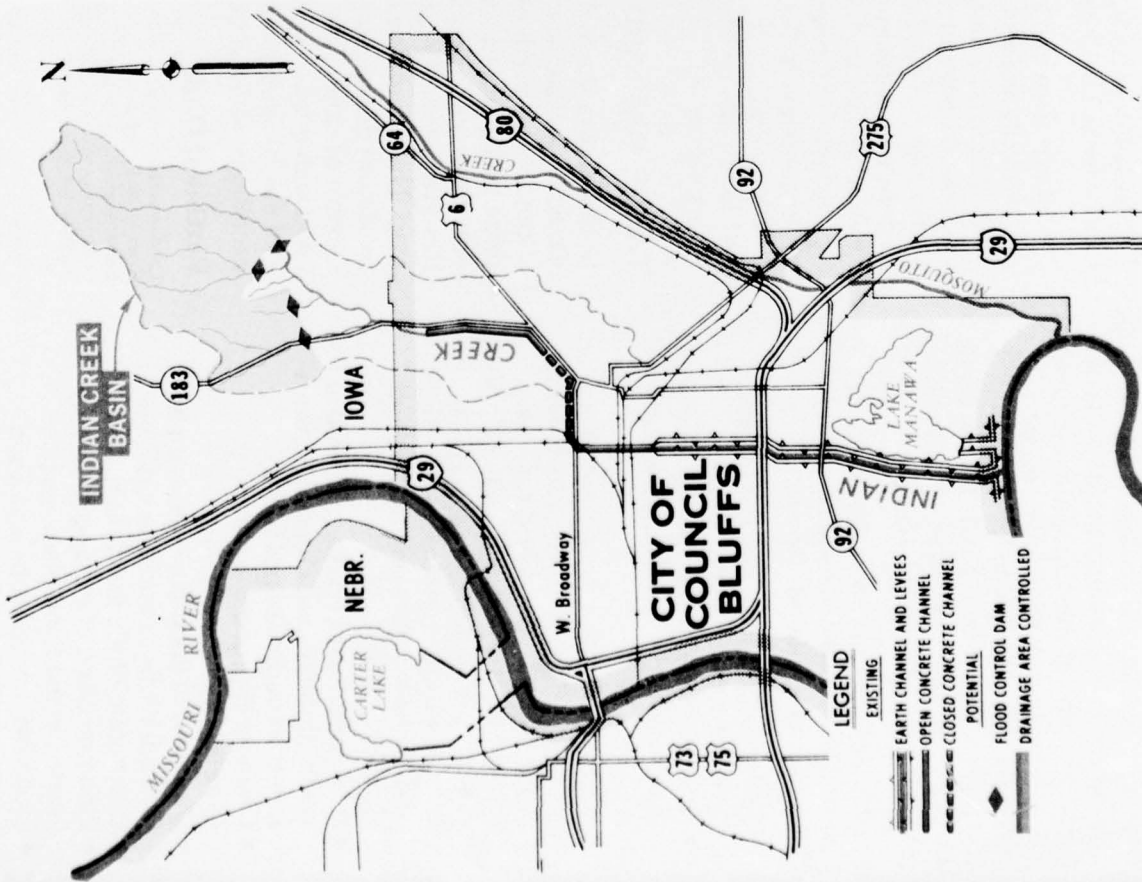 N
INDIAN CREEK
BASIN
183
64
80
CREEK
6
92
275
IOWA
CREEK
29
29
MOSQUITO
MISSOURI RIVER
NEBR.
CARTER
LAKE
W. Broadway
CITY OF
COUNCIL
BLUFFS
LAKE
MANAWA
INDIAN
92
73
75
LEGEND
EXISTING
EARTH CHANNEL AND LEVEES
OPEN CONCRETE CHANNEL
CLOSED CONCRETE CHANNEL
POTENTIAL
FLOOD CONTROL DAM
DRAINAGE AREA CONTROLLED